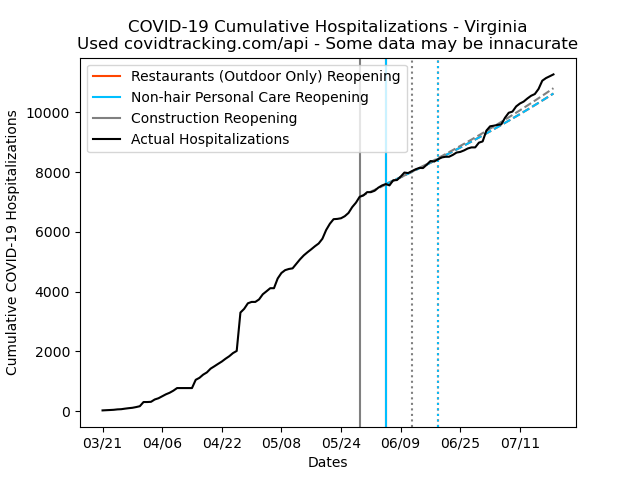 COVID-19 Cumulative Hospitalizations - Virginia
Used covidtracking.com/api - Some data may be innacurate
Restaurants (Outdoor Only) Reopening
Non-hair Personal Care Reopening
Construction Reopening
Actual Hospitalizations
Cumulative COVID-19 Hospitalizations
10000
8000
6000
4000
2000
0
03/21 04/06 04/22 05/08 05/24 06/09 06/25 07/11
Dates